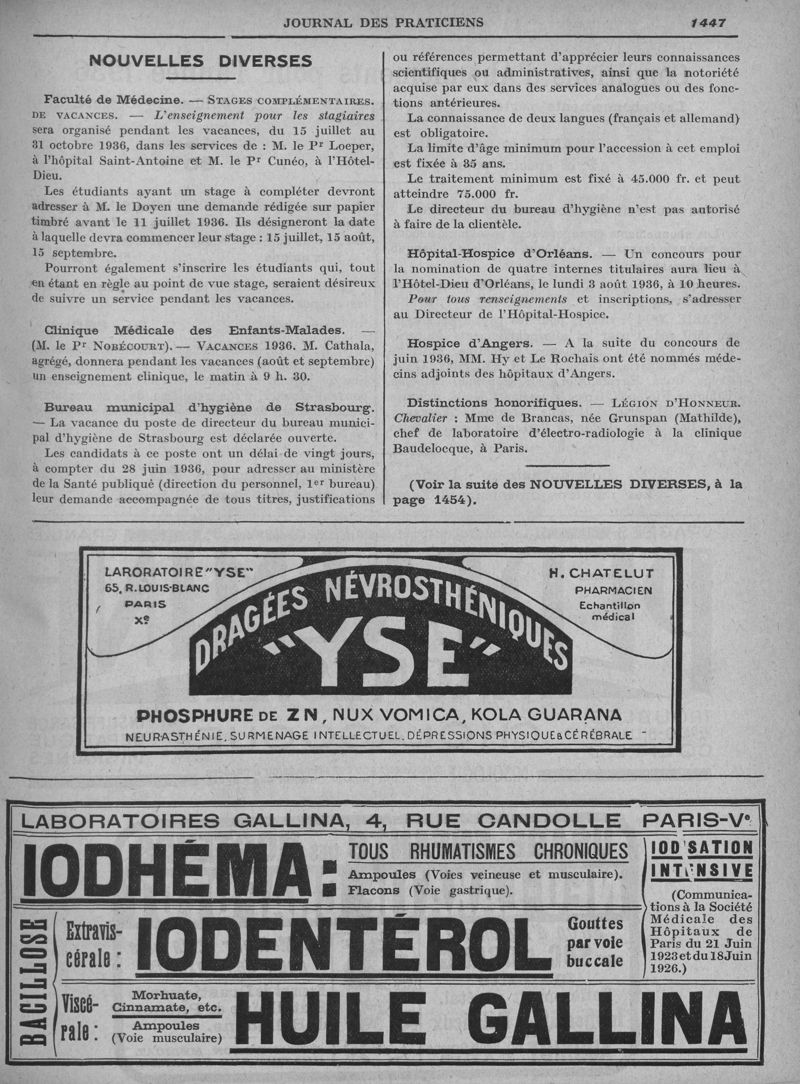 JOURNAL DES PRATICIENS
1447
NOUVELLES DIVERSES
Faculté de Médecine. — STAGES COMPLÉMENTAIRES.
DE VACANCES. — L'enseignement pour les stagiaires
sera organisé pendant les vacances, du 15 juillet au
31 octobre 1936, dans les services de : M. le Pr Loeper,
à l'hôpital Saint-Antoine et M. le Pr Cunéo, à l'Hôtel-
Dieu.
Les étudiants ayant un stage à compléter devront
adresser à M. le Doyen une demande rédigée sur papier
timbré avant le 11 juillet 1936. Ils désigneront la date
à laquelle devra commencer leur stage : 15 juillet, 15 août,
15 septembre.
Pourront également s'inscrire les étudiants qui, tout
en étant en règle au point de vue stage, seraient désireux
de suivre un service pendant les vacances.
Clinique Médicale des Enfants-Malades. —
(M. le Pr NOBÉCOURT). — VACANCES 1936. M. Cathala,
agrégé, donnera pendant les vacances (août et septembre)
un enseignement clinique, le matin à 9 h. 30.
Bureau municipal d'hygiène de Strasbourg.
— La vacance du poste de directeur du bureau munici-
pal d'hygiène de Strasbourg est déclarée ouverte.
Les candidats à ce poste ont un délai de vingt jours,
à compter du 28 juin 1936, pour adresser au ministère
de la Santé publiqué (direction du personnel, 1er bureau)
leur demande accompagnée de tous titres, justifications
ou références permettant d'apprécier leurs connaissances
scientifiques ou administratives, ainsi que la notoriété
acquise par eux dans des services analogues ou des fonc-
tions antérieures.
La connaissance de deux langues (français et allemand)
est obligatoire.
La limite d'âge minimum pour l'accession à cet emploi
est fixée à 35 ans.
Le traitement minimum est fixé à 45.000 fr. et peut
atteindre 75.000 fr.
Le directeur du bureau d'hygiène n'est pas autorisé
à faire de la clientèle.
Hôpital-Hospice d'Orléans. — Un concours pour
la nomination de quatre internes titulaires aura lieu à
l'Hôtel-Dieu d'Orléans, le lundi 3 août 1936, à 10 heures.
Pour tous renseignements et inscriptions, s'adresser
au Directeur de l'Hôpital-Hospice.
Hospice d'Angers. — A la suite du concours de
juin 1936, MM. Hy et Le Rochais ont été nommés méde-
cins adjoints des hôpitaux d'Angers.
Distinctions honorifiques. — LÉGION D'HONNEUR.
Chevalier : Mme de Brancas, née Grunspan (Mathilde),
chef de laboratoire d'électro-radiologie à la clinique
Baudelocque, à Paris.
(Voir la suite des NOUVELLES DIVERSES, à la
page 1454).
LARORATOIRE "YSE"
65, R. LOUIS-BLANC
PARIS
Xe
H. CHATELUT
PHARMACIEN
Echantillon
médical
DRAGÉES NÉVROSTHÉNIQUES
"YSE"
PHOSPHURE DE ZN, NUX VOMICA, KOLA GUARANA
NEURASTHÉNIE, SURMENAGE INTELLECTUEL, DÉPRESSIONS PHYSIQUE & CÉRÉBRALE
LABORATOIRES GALLINA, 4, RUE CANDOLLE PARIS-Ve
IODHÉMA :
TOUS RHUMATISMES CHRONIQUES
Ampoules (Voies veineuse et musculaire).
Flacons (Voie gastrique).
IOD'SATION
INTENSIVE
(Communica-
tions à la Société
Médicale des
Hôpitaux de
Paris du 21 Juin
1923 et du 18 Juin
1926.)
BACILLOSE
Extravis-
cérale :
IODENTÉROL
Gouttes
par voie
buccale
Viscé-
rale :
Morhuate,
Cinnamate, etc.
Ampoules
(Voie musculaire)
HUILE GALLINA